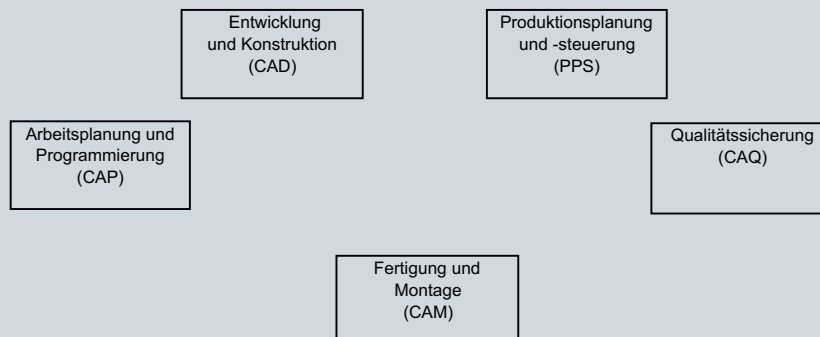 Entwicklung
und Konstruktion
(CAD)
Produktionsplanung
und -steuerung
(PPS)
Arbeitsplanung und
Programmierung
(CAP)
Qualitätssicherung
(CAQ)
Fertigung und
Montage
(CAM)